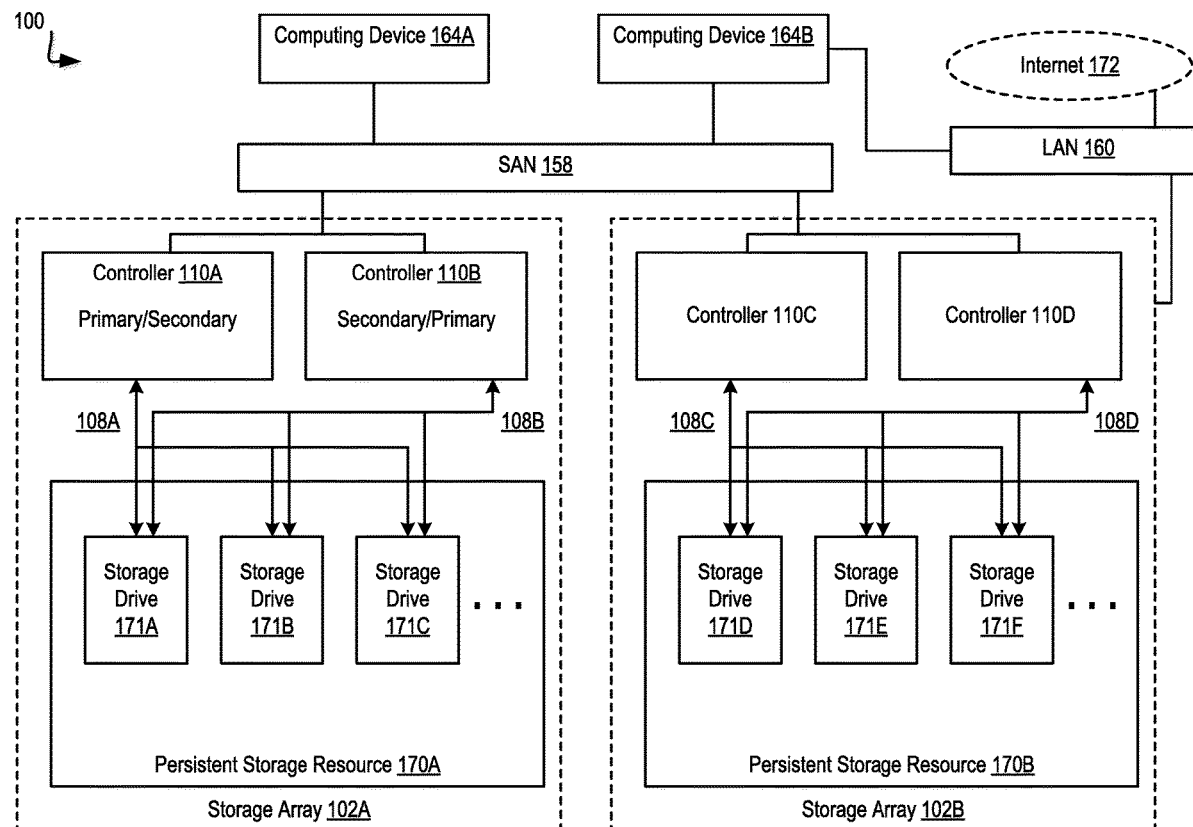 100
Computing Device 164A
Computing Device 164B
Internet 172
LAN 160
SAN 158
Controller 110A
Primary/Secondary
Controller 110B
Secondary/Primary
Controller 110C
Controller 110D
108A
108B
108C
108D
Storage
Drive
171A
Storage
Drive
171B
Storage
Drive
171C
. . .
Storage
Drive
171D
Storage
Drive
171E
Storage
Drive
171F
. . .
Persistent Storage Resource 170A
Persistent Storage Resource 170B
Storage Array 102A
Storage Array 102B